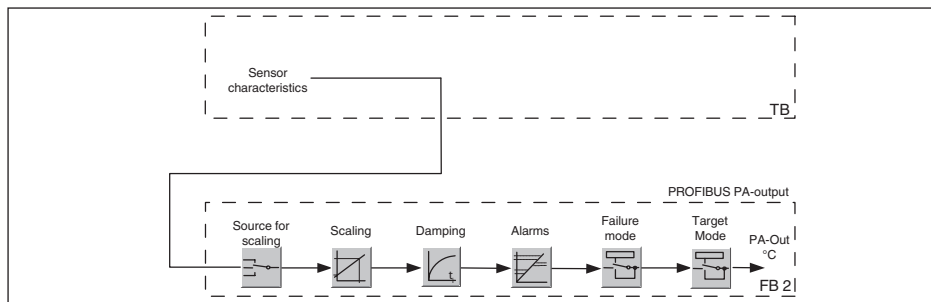 Sensor
characteristics
TB
PROFIBUS PA-output
Source for
scaling
Scaling
Damping
Alarms
Failure
mode
Target
Mode
PA-Out
°C
t
FB 2